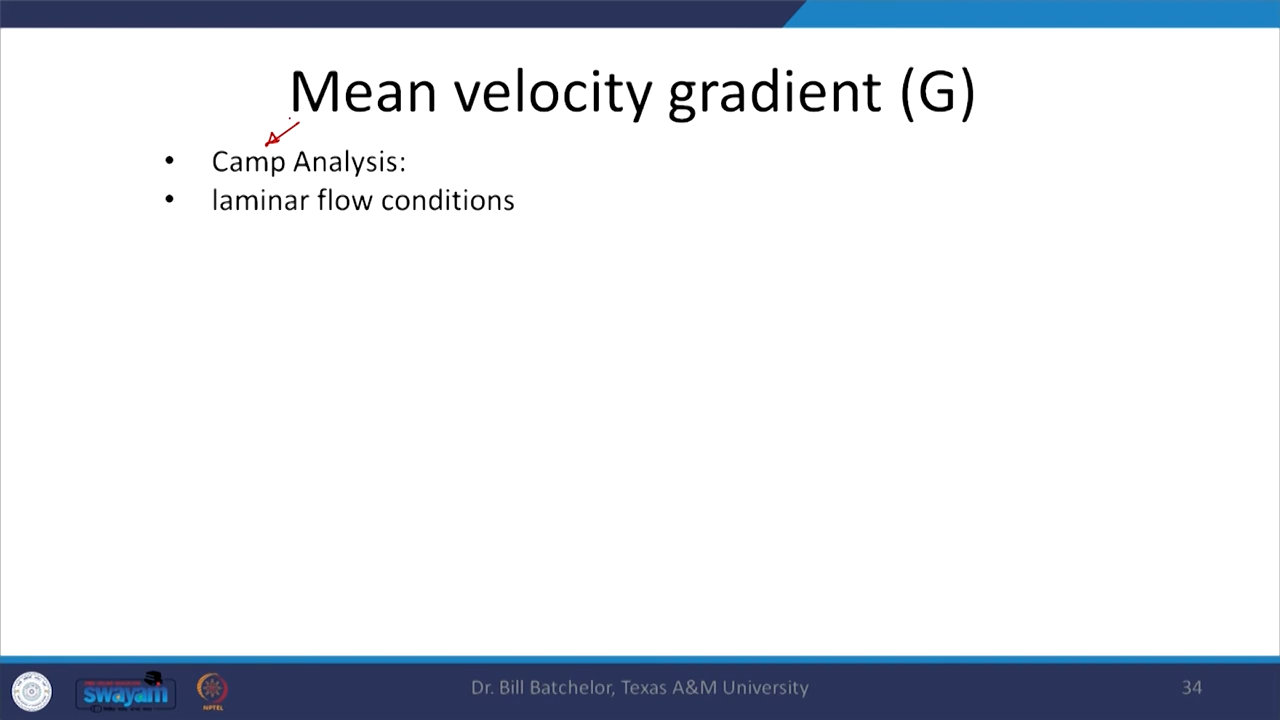 Mean velocity gradient (G)
• Camp Analysis:
• laminar flow conditions
swayam
NPTEL
Dr. Bill Batchelor, Texas A&M University
34